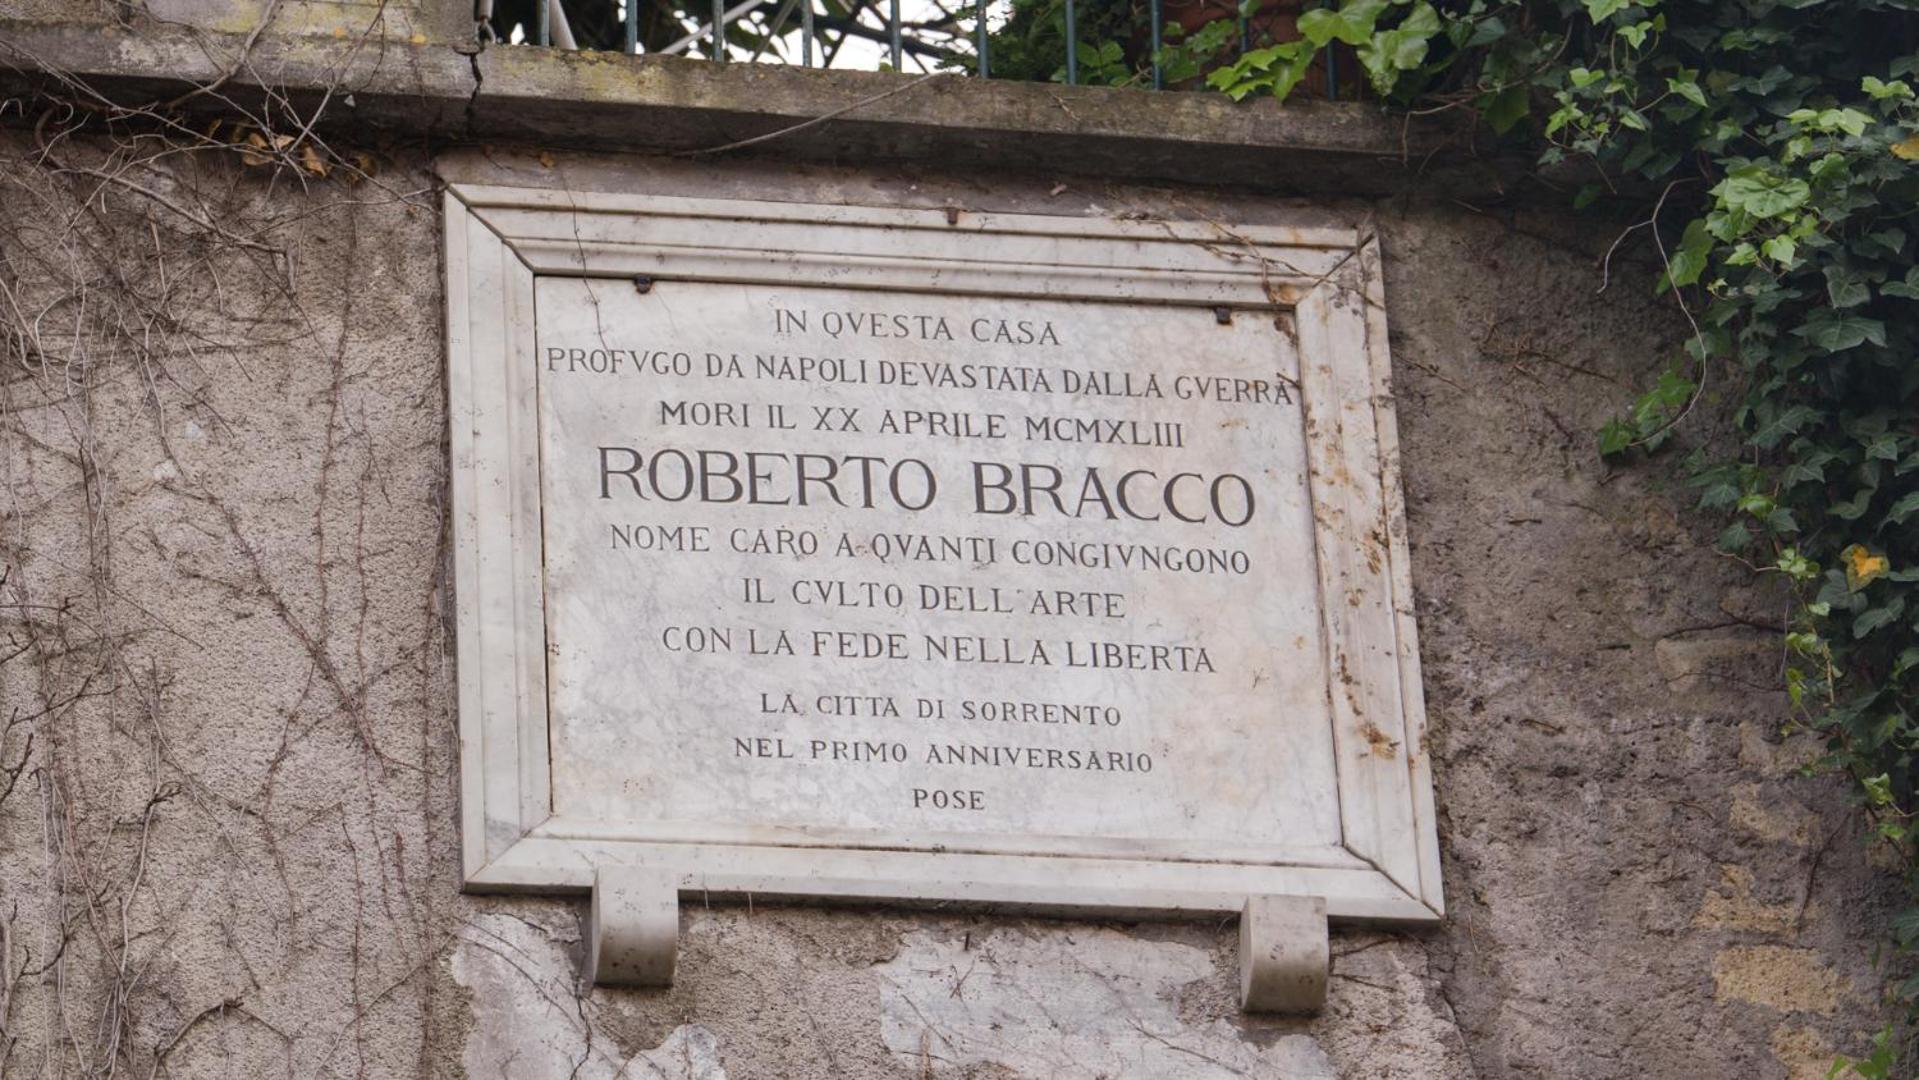 IN QVESTA CASA
PROFVGO DA NAPOLI DEVASTATA DALLA GVERRA
MORI IL XX APRILE MCMXLIII
ROBERTO BRACCO
NOME CARO A QVANTI CONGIVNGONO
IL CVLTO DELL'ARTE
CON LA FEDE NELLA LIBERTA
LA CITTA DI SORRENTO
NEL PRIMO ANNIVERSARIO
POSE